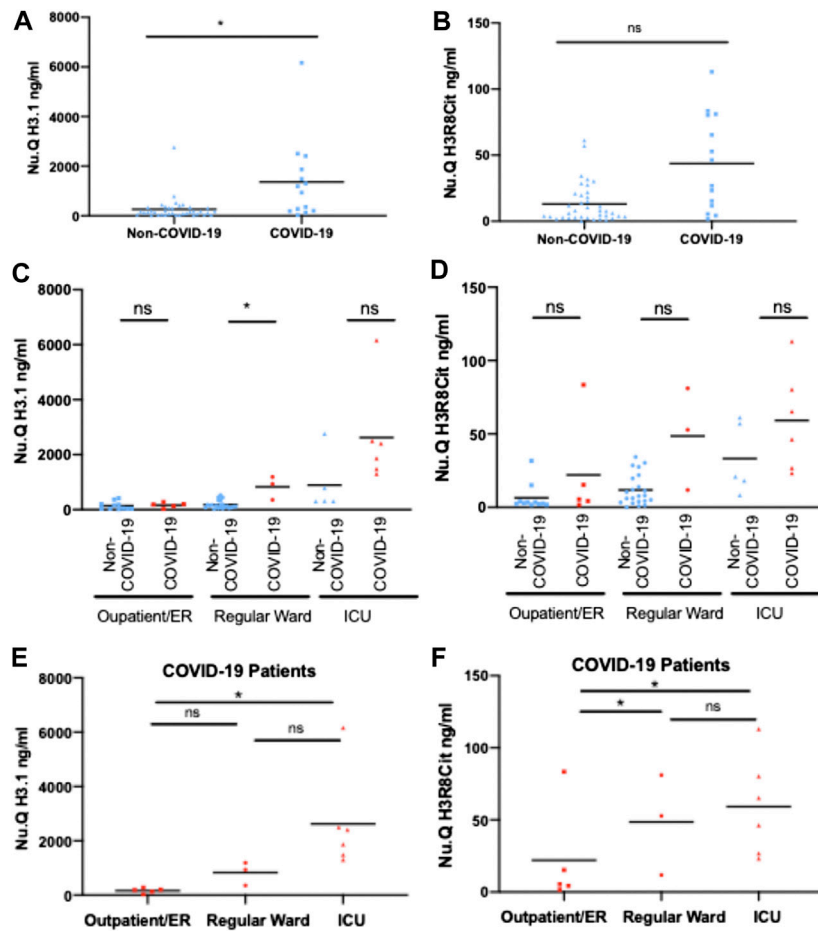 A
*
8000
6000
4000
2000
0
Nu.Q H3.1 ng/ml
Non-COVID-19 COVID-19
B
ns
150
100
50
0
Nu.Q H3R8Cit ng/ml
Non-COVID-19 COVID-19
C
ns * ns
8000
6000
4000
2000
0
Nu.Q H3.1 ng/ml
Non-
COVID-19
COVID-19
Non-
COVID-19
COVID-19
Non-
COVID-19
COVID-19
Oupatient/ER Regular Ward ICU
D
ns ns ns
150
100
50
0
Nu.Q H3R8Cit ng/ml
Non-
COVID-19
COVID-19
Non-
COVID-19
COVID-19
Non-
COVID-19
COVID-19
Oupatient/ER Regular Ward ICU
E
COVID-19 Patients
*
ns
ns
8000
6000
4000
2000
0
Nu.Q H3.1 ng/ml
Outpatient/ER Regular Ward ICU
F
COVID-19 Patients
*
*
ns
150
100
50
0
Nu.Q H3R8Cit ng/ml
Outpatient/ER Regular Ward ICU